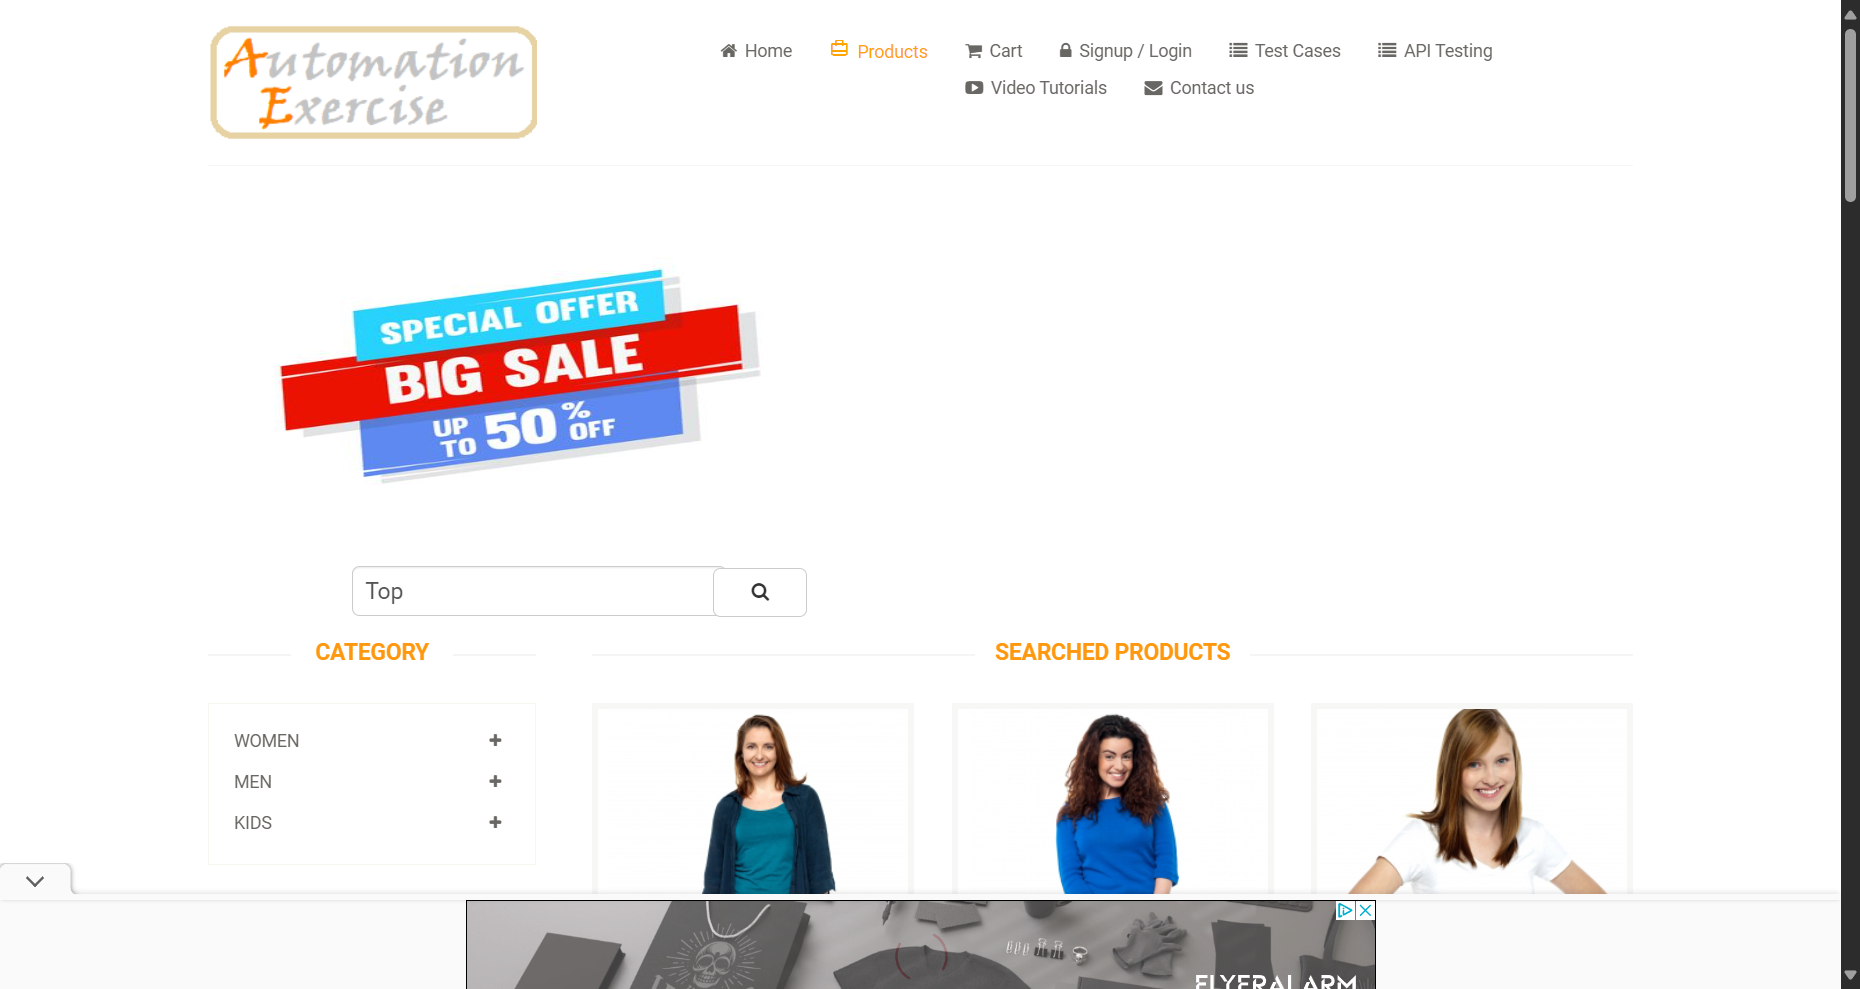 Automation
Exercise
Home
Products
Cart
Signup / Login
Test Cases
API Testing
Video Tutorials
Contact us
SPECIAL OFFER
BIG SALE
UP TO 50% OFF
Top
CATEGORY
SEARCHED PRODUCTS
WOMEN
MEN
KIDS
FLYERALARM